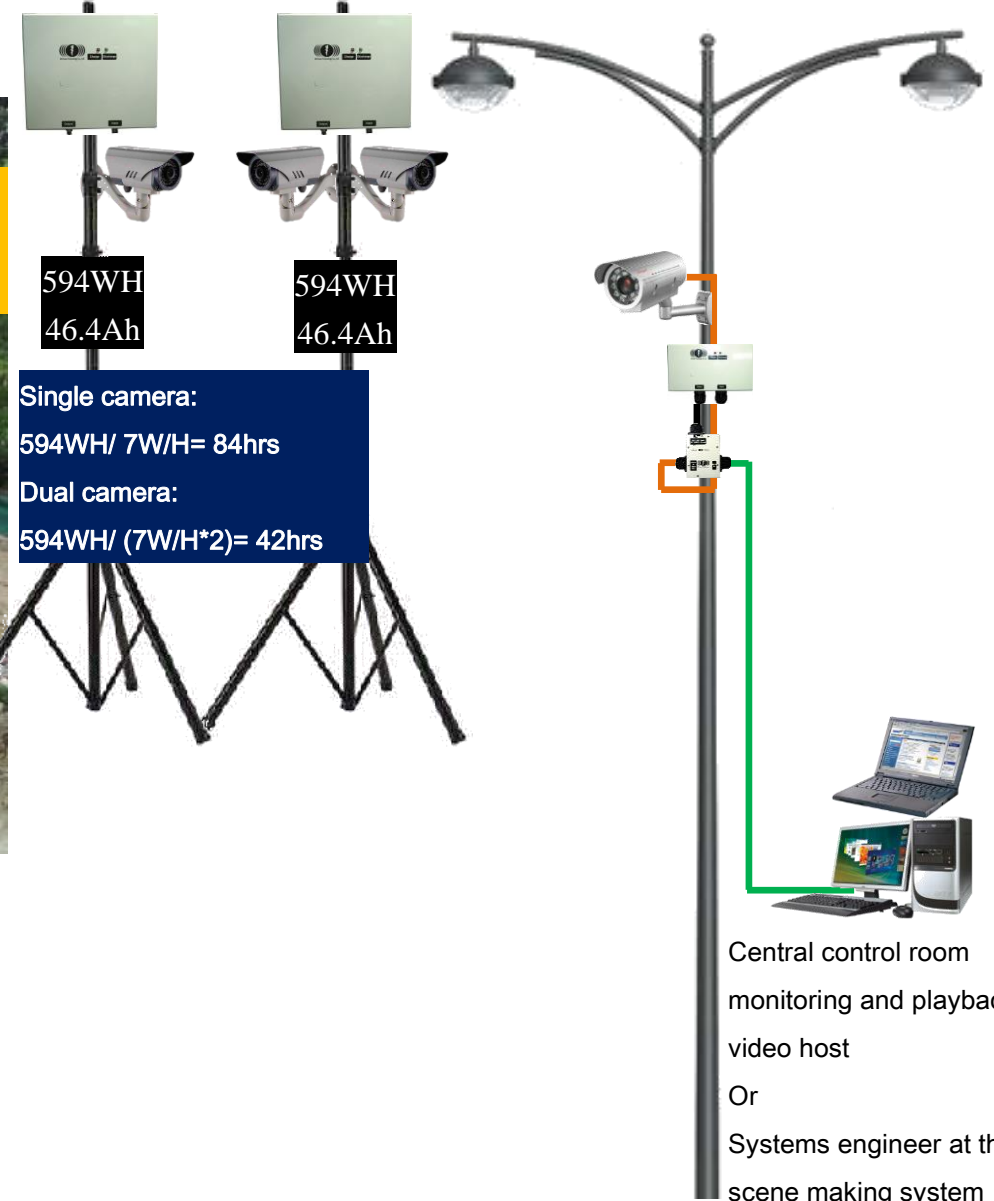 594WH
46.4Ah
594WH
46.4Ah
Single camera:
594WH/ 7W/H= 84hrs
Dual camera:
594WH/ (7W/H*2)= 42hrs
Central control room
monitoring and playbac
video host
Or
Systems engineer at th
scene making system